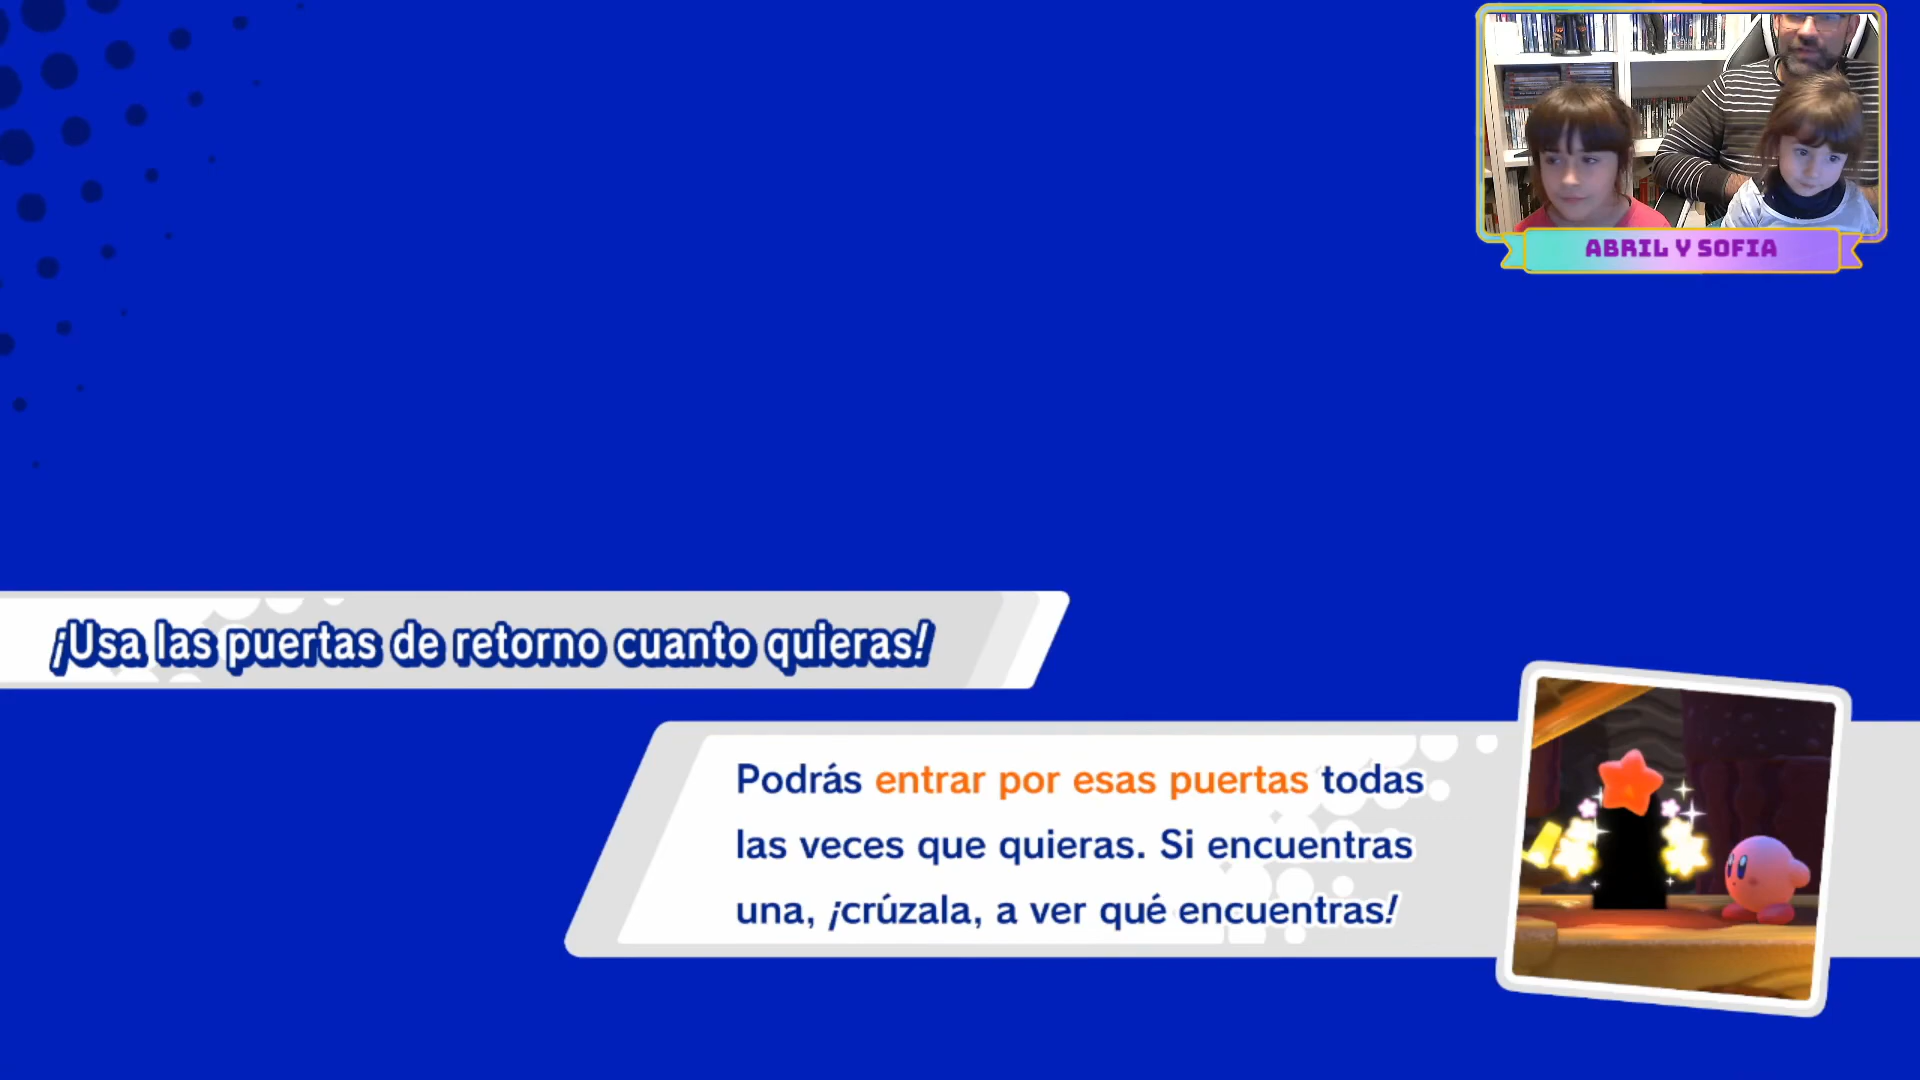 ABRIL Y SOFIA
¡Usa las puertas de retorno cuanto quieras!
Podrás entrar por esas puertas todas
las veces que quieras. Si encuentras
una, ¡crúzala, a ver qué encuentras!